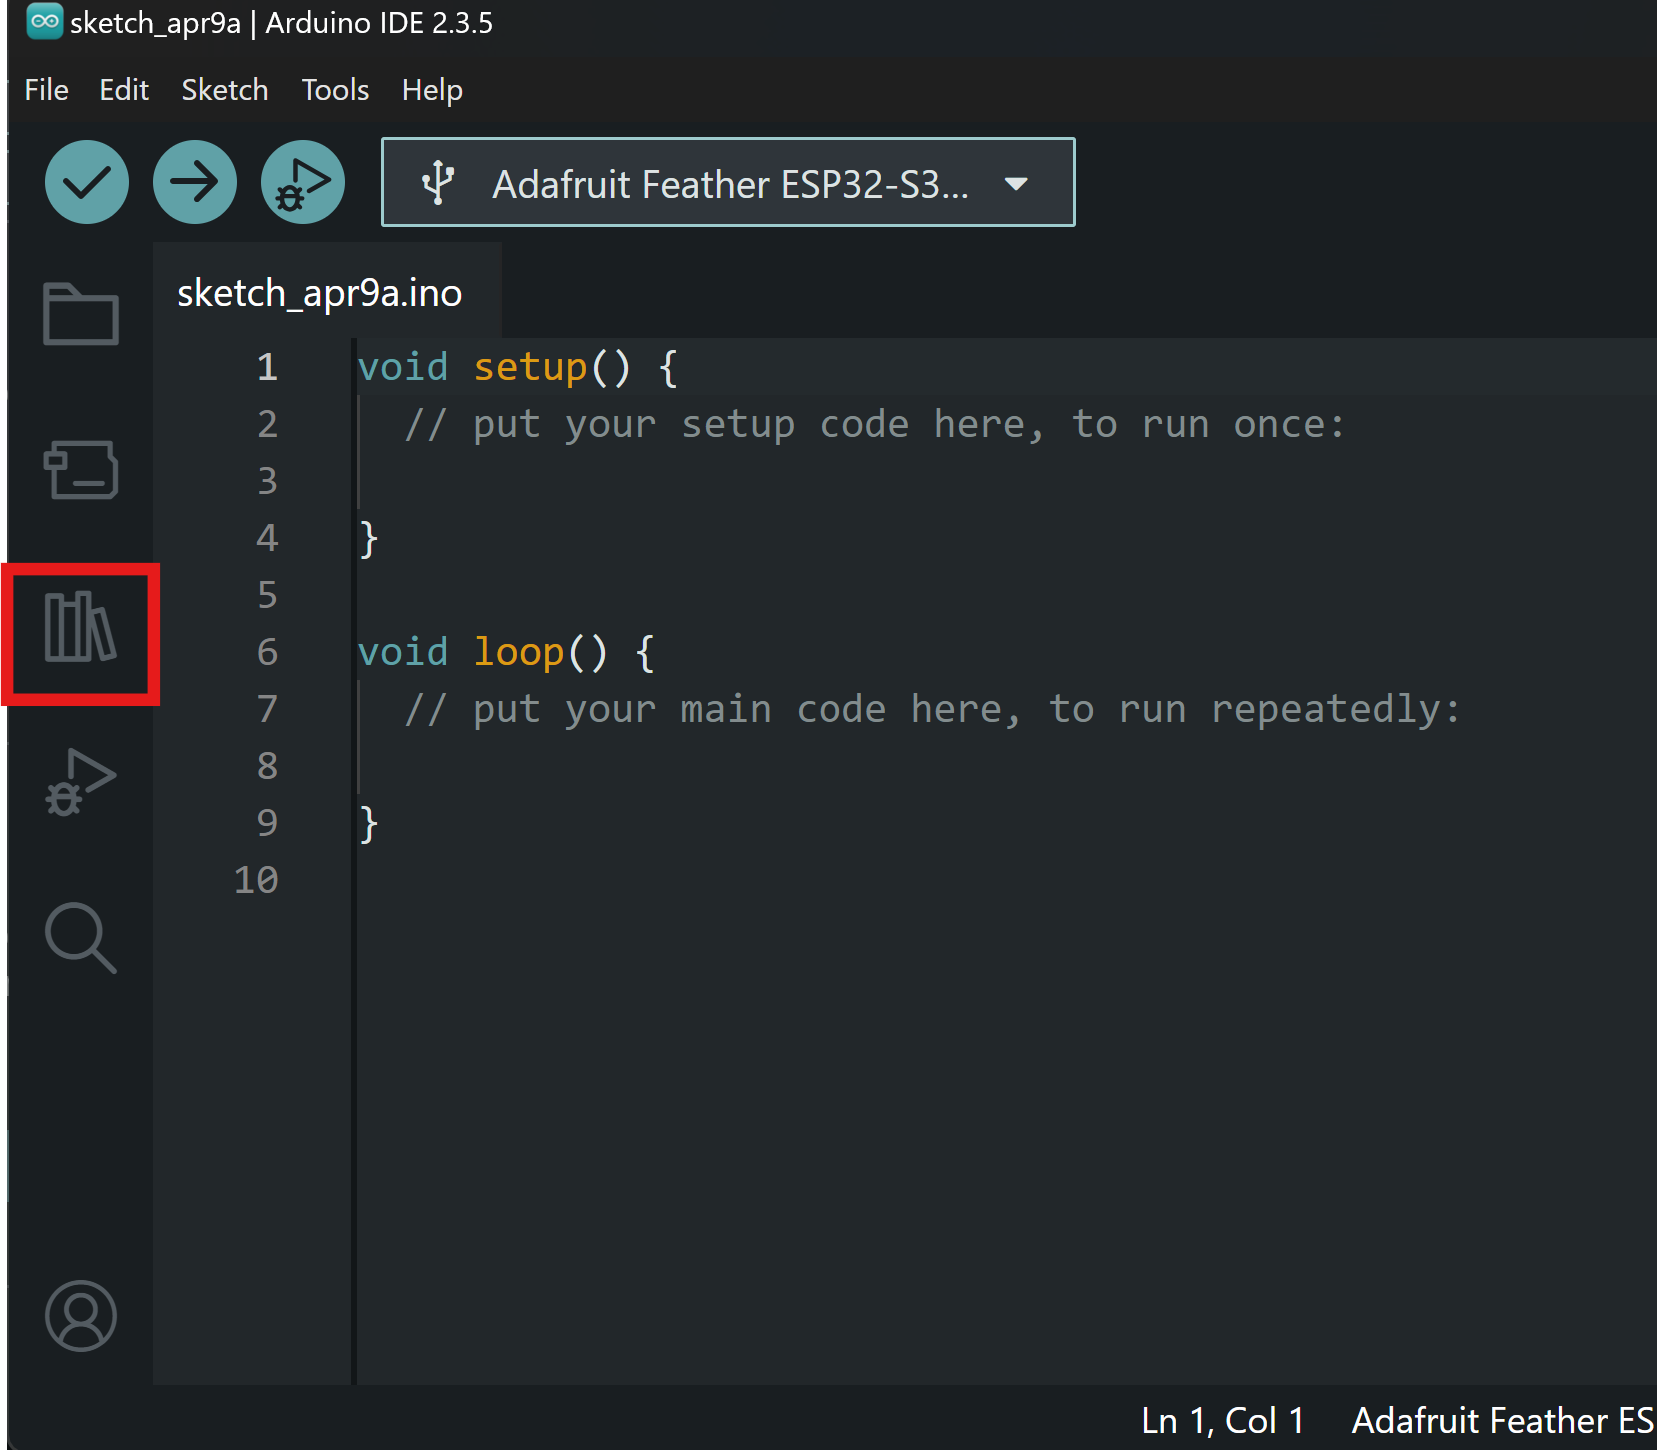 sketch_apr9a | Arduino IDE 2.3.5
File Edit Sketch Tools Help
Adafruit Feather ESP32-S3...
sketch_apr9a.ino
1 void setup() {
2 // put your setup code here, to run once:
3
4 }
5
6 void loop() {
7 // put your main code here, to run repeatedly:
8
9 }
10
Ln 1, Col 1 Adafruit Feather ES